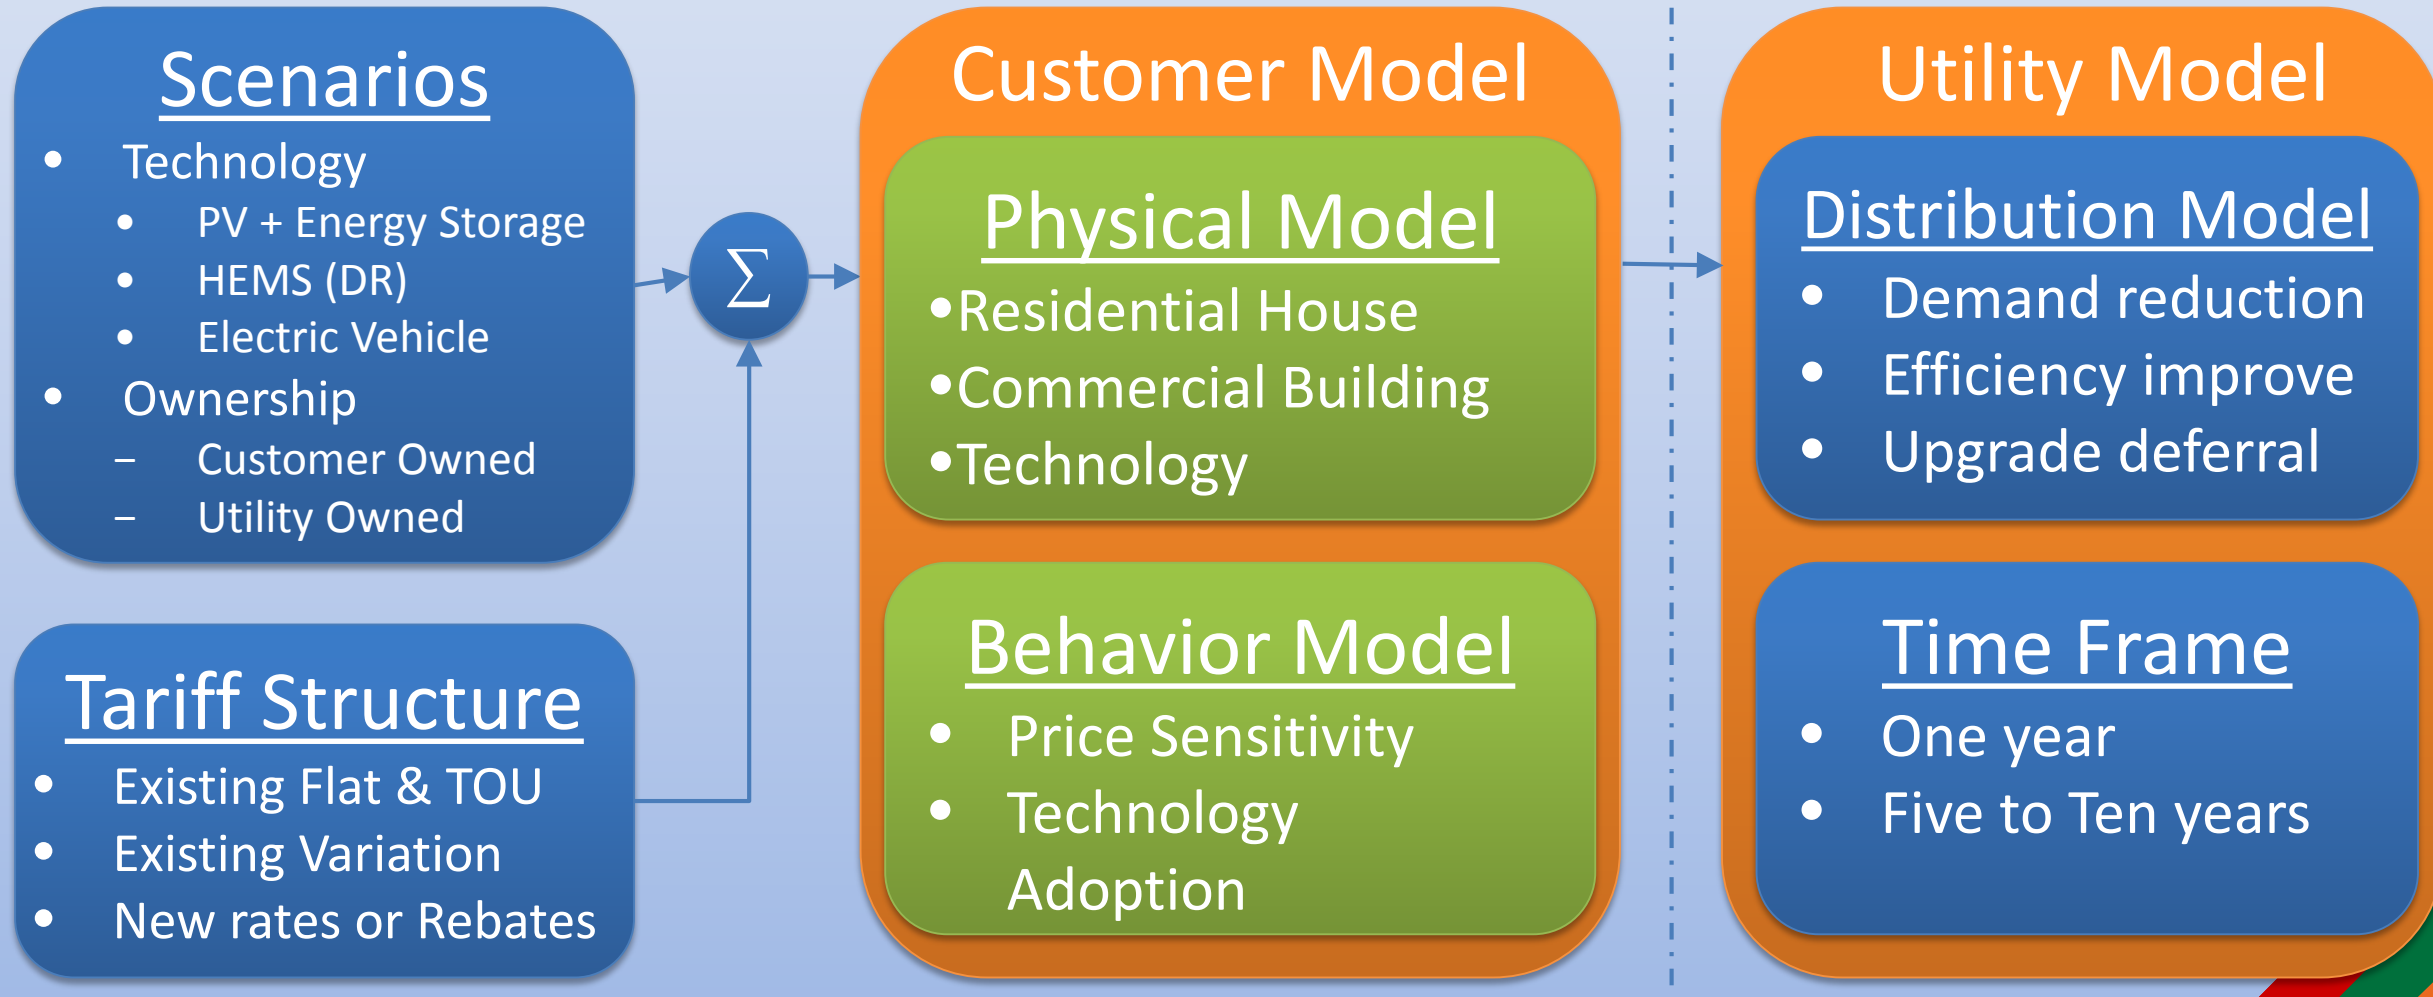 Scenarios
• Technology
• PV + Energy Storage
• HEMS (DR)
• Electric Vehicle
• Ownership
– Customer Owned
– Utility Owned
Tariff Structure
• Existing Flat & TOU
• Existing Variation
• New rates or Rebates
∑
Customer Model
Physical Model
•Residential House
•Commercial Building
•Technology
Behavior Model
• Price Sensitivity
• Technology
Adoption
Utility Model
Distribution Model
• Demand reduction
• Efficiency improve
• Upgrade deferral
Time Frame
• One year
• Five to Ten years